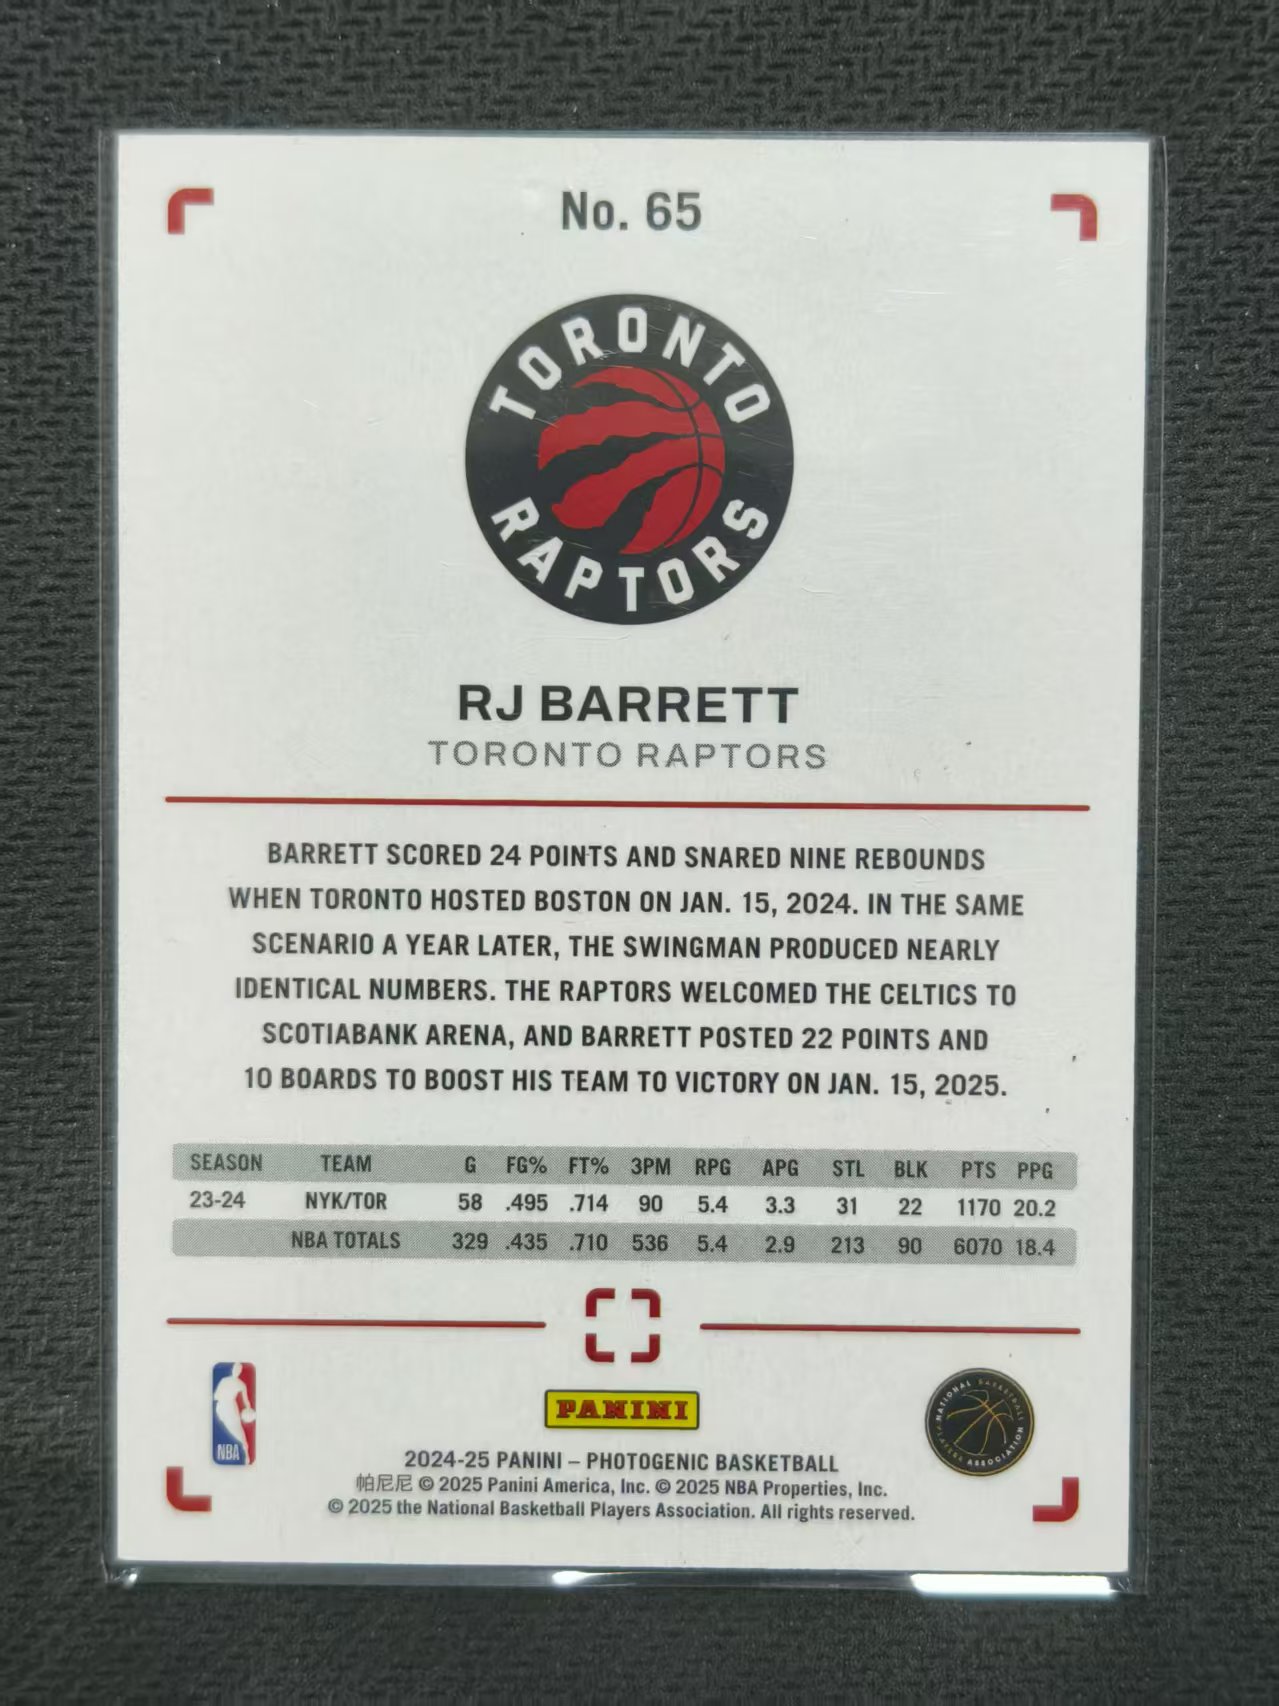 No. 65
TORONTO
RAPTORS
RJ BARRETT
TORONTO RAPTORS
BARRETT SCORED 24 POINTS AND SNARED NINE REBOUNDS
WHEN TORONTO HOSTED BOSTON ON JAN. 15, 2024. IN THE SAME
SCENARIO A YEAR LATER, THE SWINGMAN PRODUCED NEARLY
IDENTICAL NUMBERS. THE RAPTORS WELCOMED THE CELTICS TO
SCOTIABANK ARENA, AND BARRETT POSTED 22 POINTS AND
10 BOARDS TO BOOST HIS TEAM TO VICTORY ON JAN. 15, 2025.
SEASON TEAM G FG% FT% 3PM RPG APG STL BLK PTS PPG
23-24 NYK/TOR 58 .495 .714 90 5.4 3.3 31 22 1170 20.2
NBA TOTALS 329 .435 .710 536 5.4 2.9 213 90 6070 18.4
NBA
PANINI
NATIONAL BASKETBALL
PLAYERS ASSOCIATION
2024-25 PANINI – PHOTOGENIC BASKETBALL
帕尼尼 © 2025 Panini America, Inc. © 2025 NBA Properties, Inc.
© 2025 the National Basketball Players Association. All rights reserved.